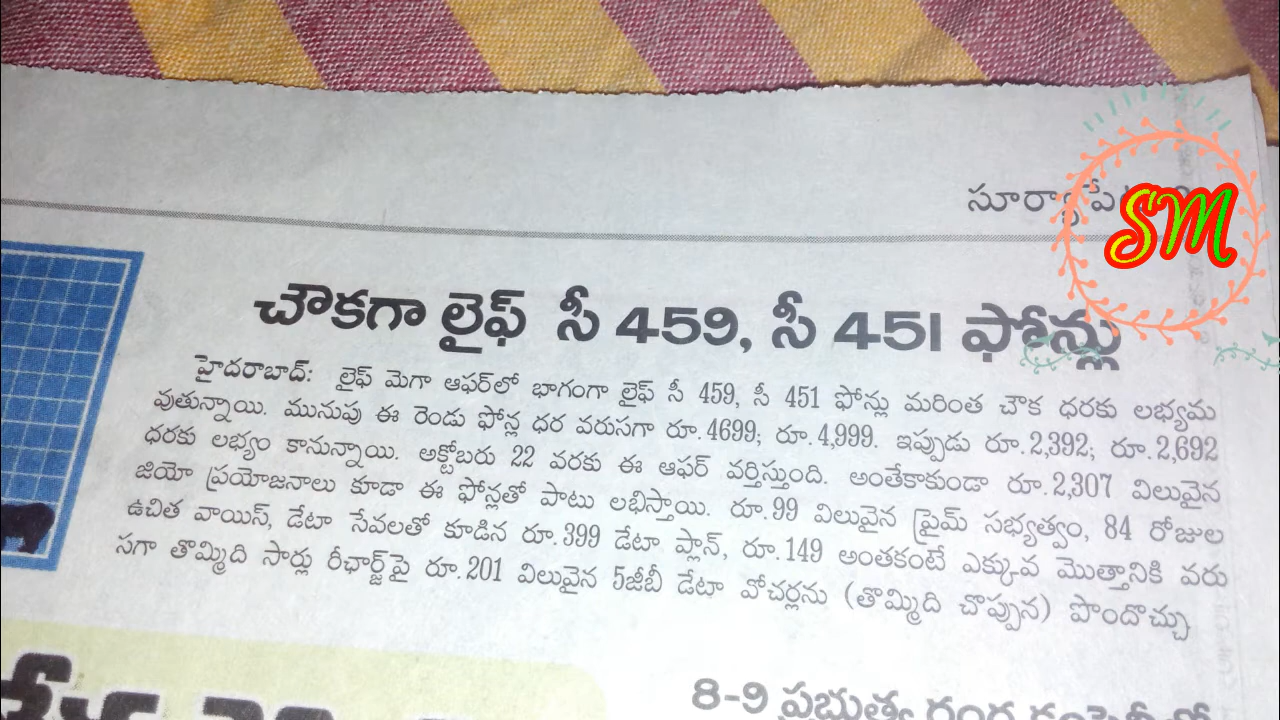 SM
చౌకగా లైఫ్ సీ 459, సీ 451 ఫోన్లు
హైదరాబాద్: లైఫ్ మెగా ఆఫర్‌లో భాగంగా లైఫ్ సీ 459, సీ 451 ఫోన్లు మరింత చౌక ధరకు లభ్యమ
వుతున్నాయి. మునుపు ఈ రెండు ఫోన్ల ధర వరుసగా రూ.4699; రూ.4,999. ఇప్పుడు రూ.2,392; రూ.2,692
ధరకు లభ్యం కానున్నాయి. అక్టోబరు 22 వరకు ఈ ఆఫర్ వర్తిస్తుంది. అంతేకాకుండా రూ.2,307 విలువైన
జియో ప్రయోజనాలు కూడా ఈ ఫోన్లతో పాటు లభిస్తాయి. రూ.99 విలువైన ప్రైమ్ సభ్యత్వం, 84 రోజుల
ఉచిత వాయిస్, డేటా సేవలతో కూడిన రూ.399 డేటా ప్లాన్, రూ.149 అంతకంటే ఎక్కువ మొత్తానికి వరు
సగా తొమ్మిది సార్లు రీఛార్జ్‌పై రూ.201 విలువైన 5జీబీ డేటా వోచర్లను (తొమ్మిది చొప్పున) పొందొచ్చు
8-9 ప్రభుత్వ